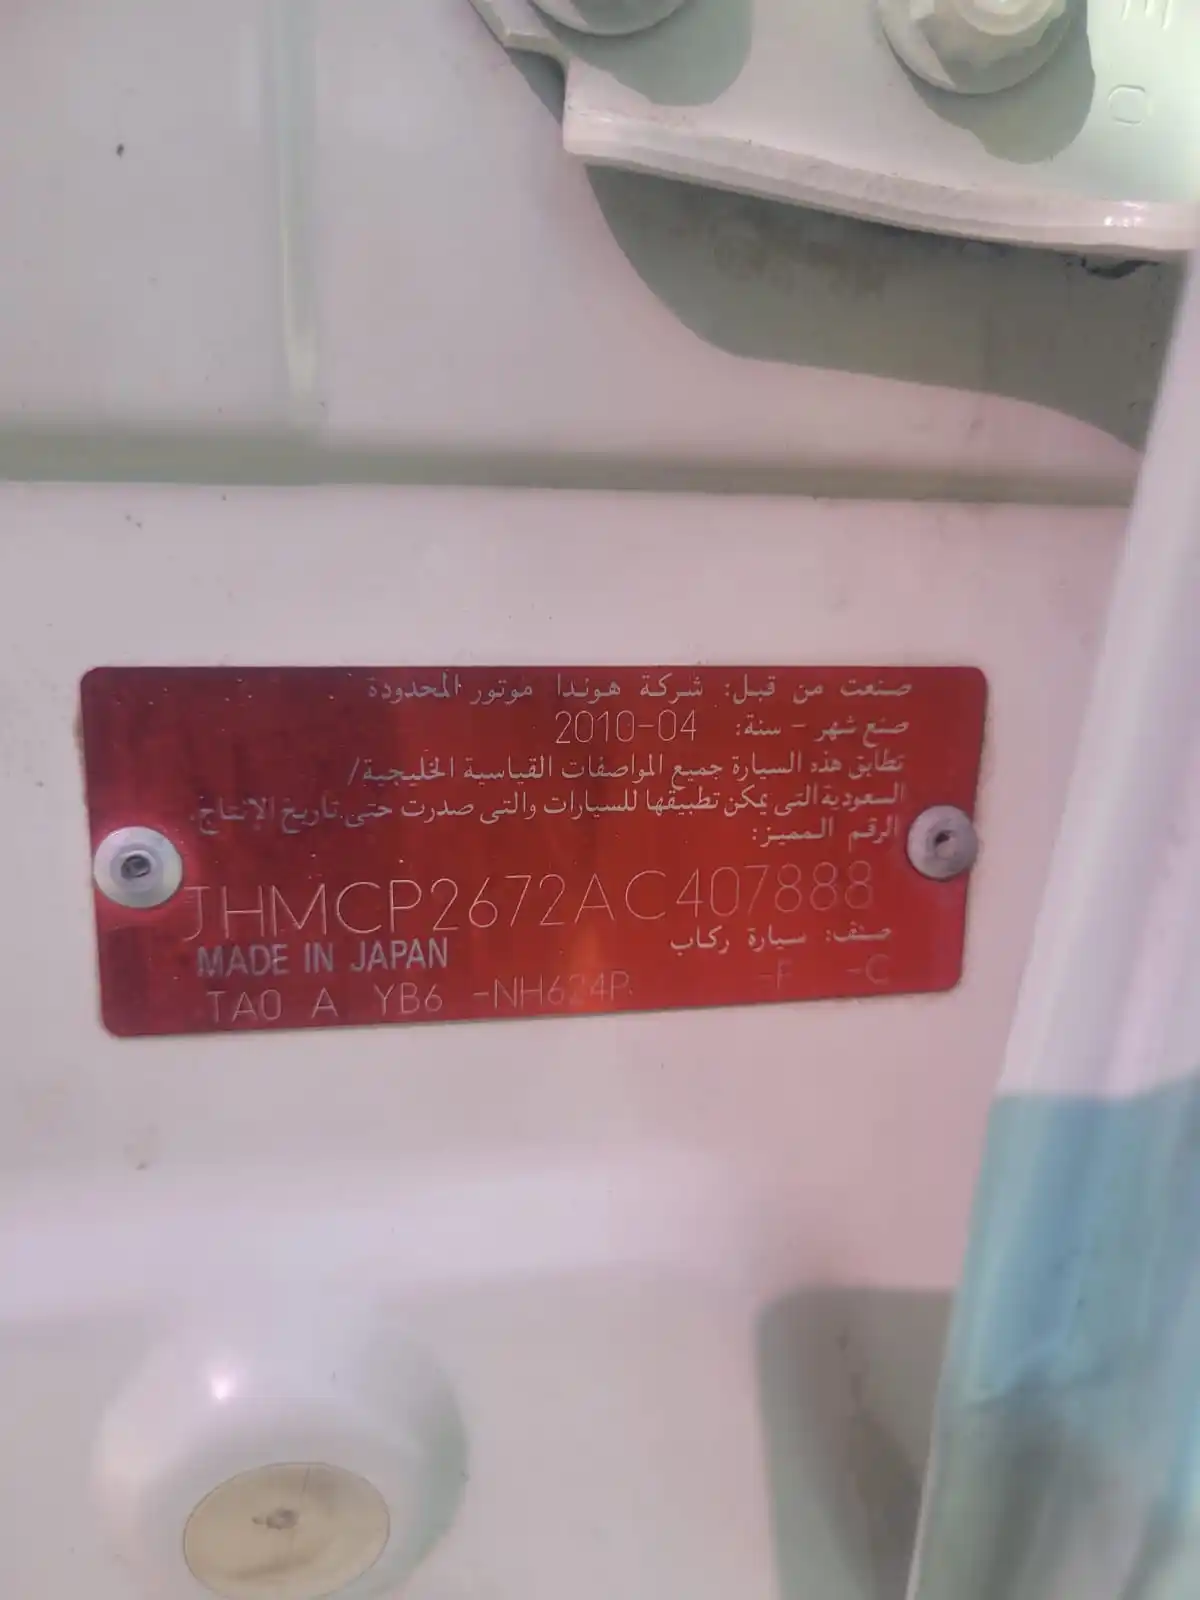 صنعت من قبل: شركة هوندا موتور المحدودة
صنع شهر - سنة: 2010-04
تطابق هذه السيارة جميع المواصفات القياسية الخليجية/
السعودية التى يمكن تطبيقها للسيارات والتى صدرت حتى تاريخ الإنتاج.
الرقم المميز:
JHMCP2672AC407888
صنف: سيارة ركاب
MADE IN JAPAN
TA0 A YB6 -NH624P -F -C